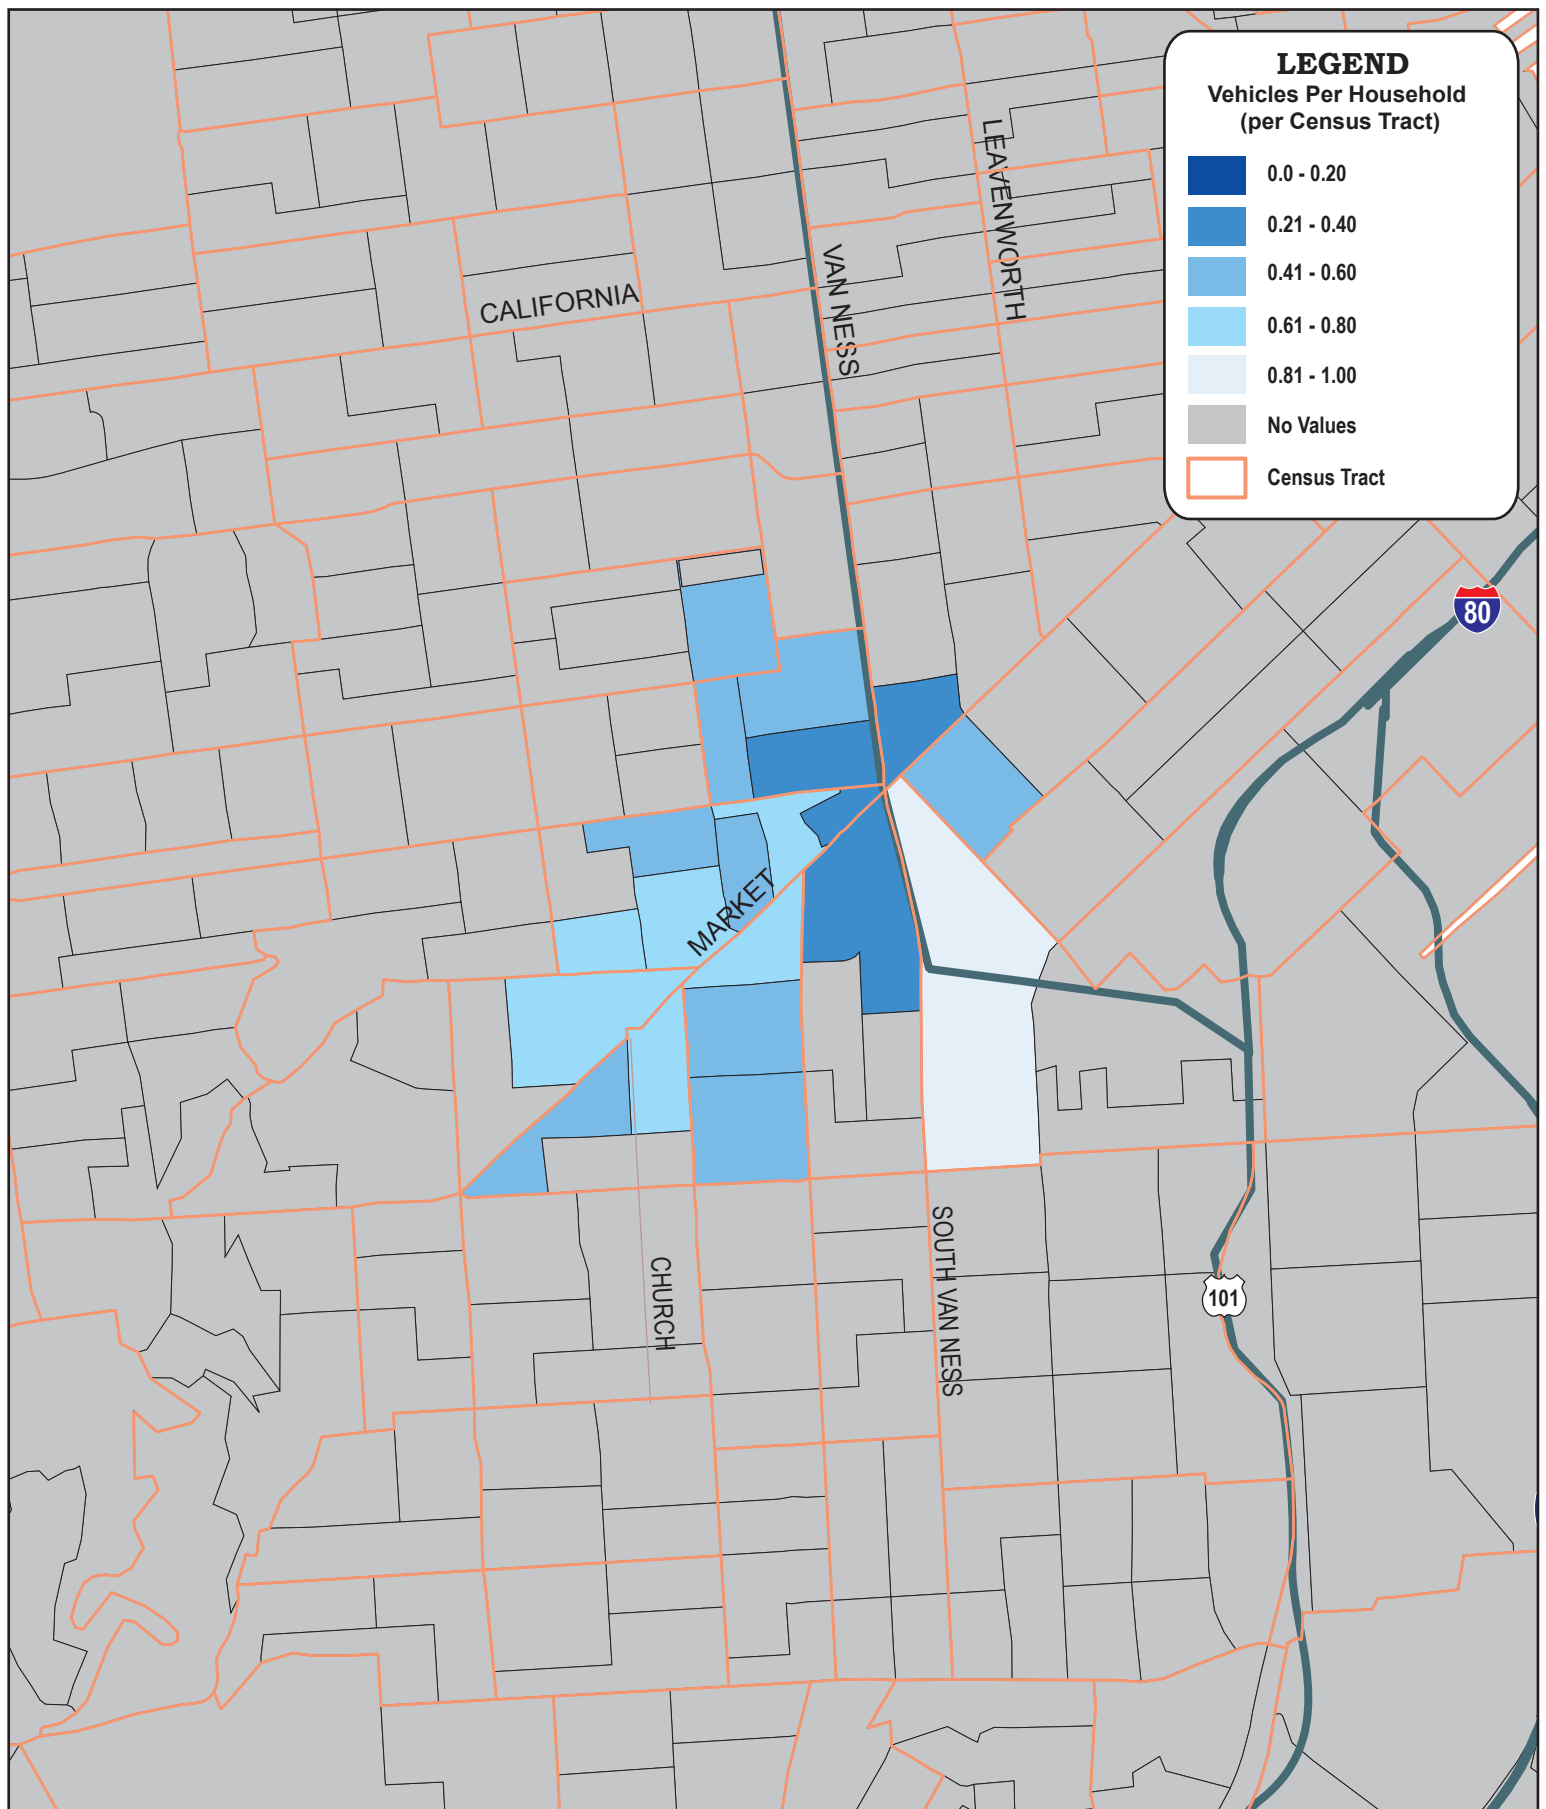 LEGEND
Vehicles Per Household
(per Census Tract)
0.0 - 0.20
0.21 - 0.40
0.41 - 0.60
0.61 - 0.80
0.81 - 1.00
No Values
Census Tract
LEAVENWORTH
VAN NESS
CALIFORNIA
80
MARKET
SOUTH VAN NESS
CHURCH
101